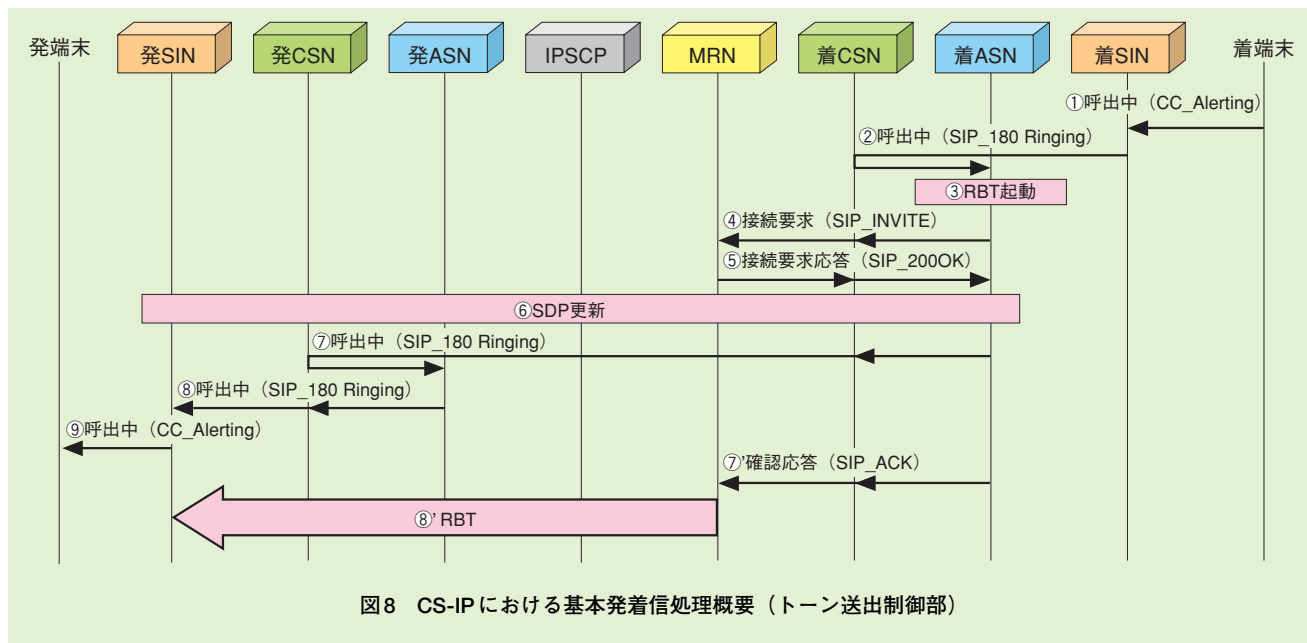 発端末
発SIN
発CSN
発ASN
IPSCP
MRN
着CSN
着ASN
着SIN
着端末
①呼出中（CC_Alerting）
②呼出中（SIP_180 Ringing）
③RBT起動
④接続要求（SIP_INVITE）
⑤接続要求応答（SIP_200OK）
⑥SDP更新
⑦呼出中（SIP_180 Ringing）
⑧呼出中（SIP_180 Ringing）
⑨呼出中（CC_Alerting）
⑦'確認応答（SIP_ACK）
⑧' RBT
図8 CS-IPにおける基本発着信処理概要（トーン送出制御部）